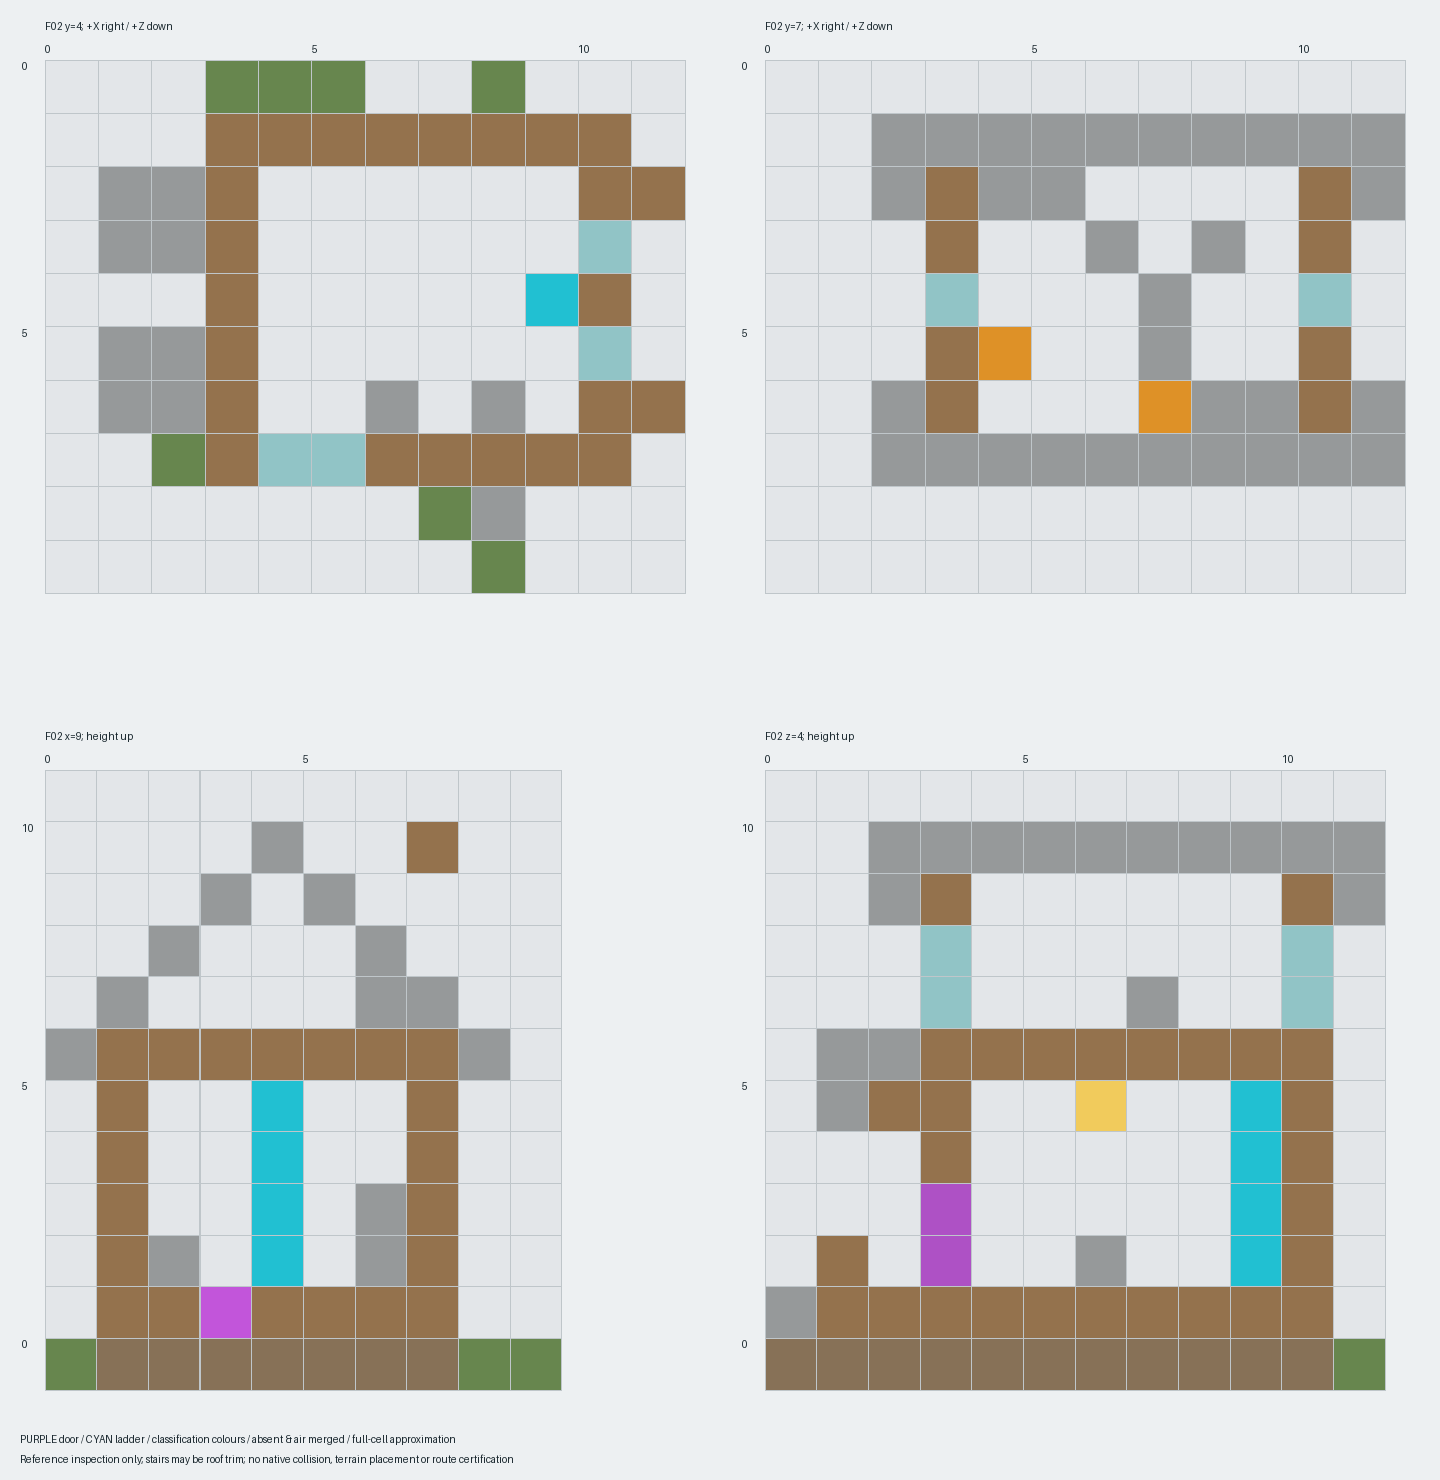 F02 y=4; +X right / +Z down
F02 y=7; +X right / +Z down
0 5 10
0 5 10
0
0
5
5
F02 x=9; height up
F02 z=4; height up
0 5
0 5 10
10
10
5
5
0
0
PURPLE door / CYAN ladder / classification colours / absent & air merged / full-cell approximation
Reference inspection only; stairs may be roof trim; no native collision, terrain placement or route certification